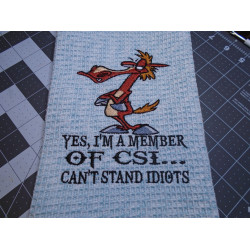 YES, I'M A MEMBER
OF CSI...
CAN'T STAND IDIOTS